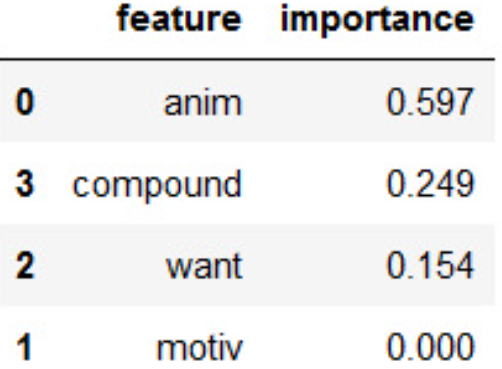 feature importance
0 anim 0.597
3 compound 0.249
2 want 0.154
1 motiv 0.000